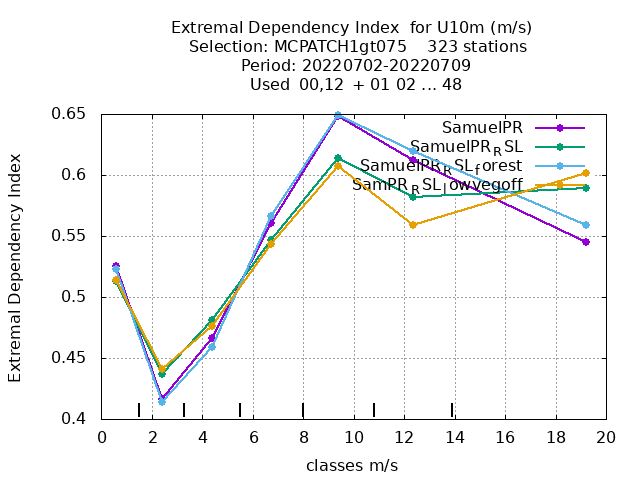 Extremal Dependency Index for U10m (m/s)
Selection: MCPATCH1gt075 323 stations
Period: 20220702-20220709
Used 00,12 + 01 02 ... 48
0.65
0.6
0.55
0.5
0.45
0.4
Extremal Dependency Index
SamuelPR
SamuelPR_RSL
SamuelPR_RSL_forest
SamPR_RSL_lowvegoff
0 2 4 6 8 10 12 14 16 18 20
classes m/s